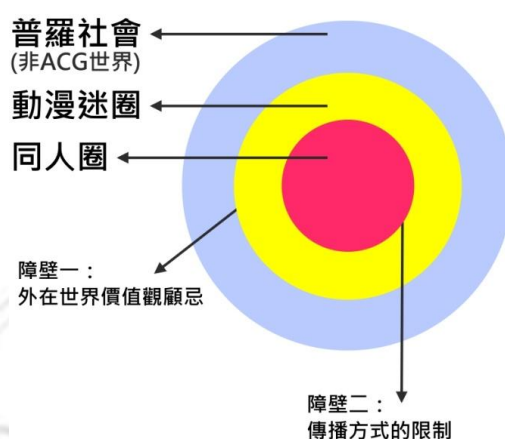 普羅社會
(非ACG世界)
動漫迷圈
同人圈
障壁一：
外在世界價值觀顧忌
障壁二：
傳播方式的限制